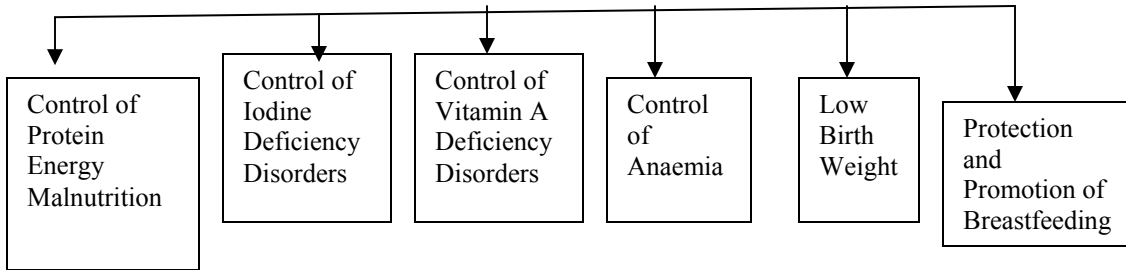 Control of
Protein
Energy
Malnutrition
Control of
Iodine
Deficiency
Disorders
Control of
Vitamin A
Deficiency
Disorders
Control
of
Anaemia
Low
Birth
Weight
Protection
and
Promotion of
Breastfeeding